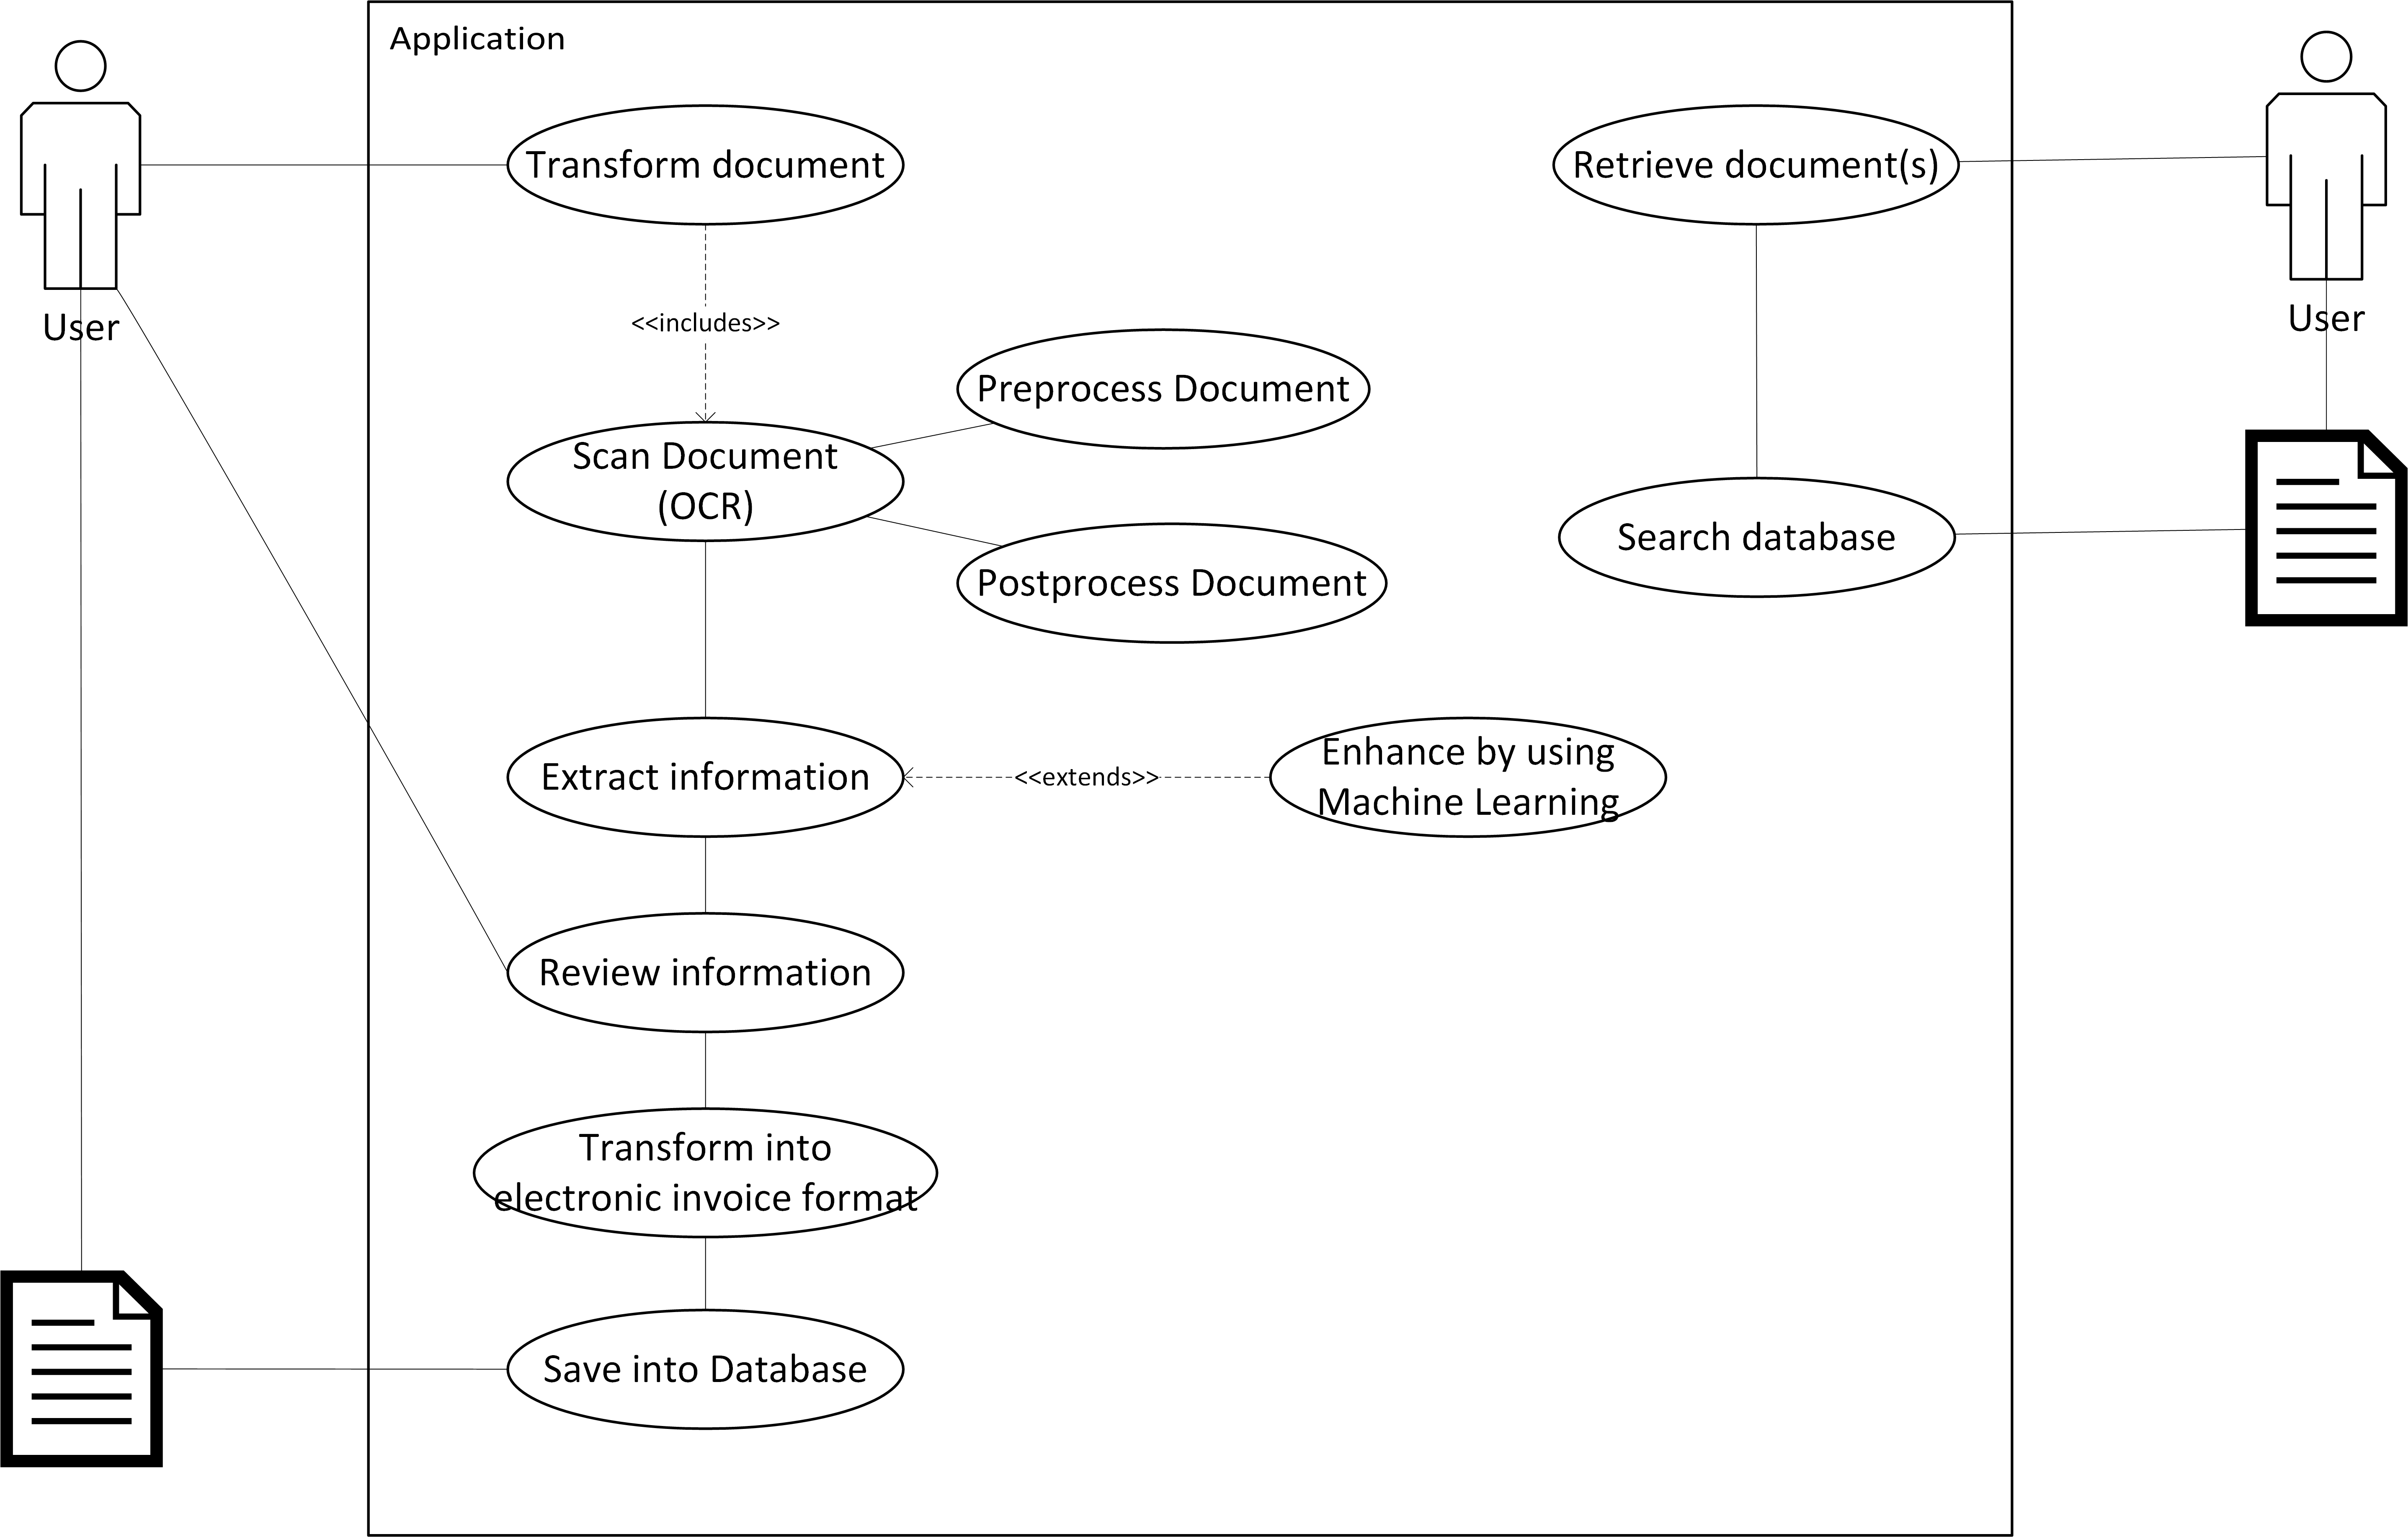 Application
User
Transform document
<<includes>>
Scan Document
(OCR)
Preprocess Document
Postprocess Document
Extract information
<<extends>>
Enhance by using
Machine Learning
Review information
Transform into
electronic invoice format
Save into Database
Retrieve document(s)
Search database
User